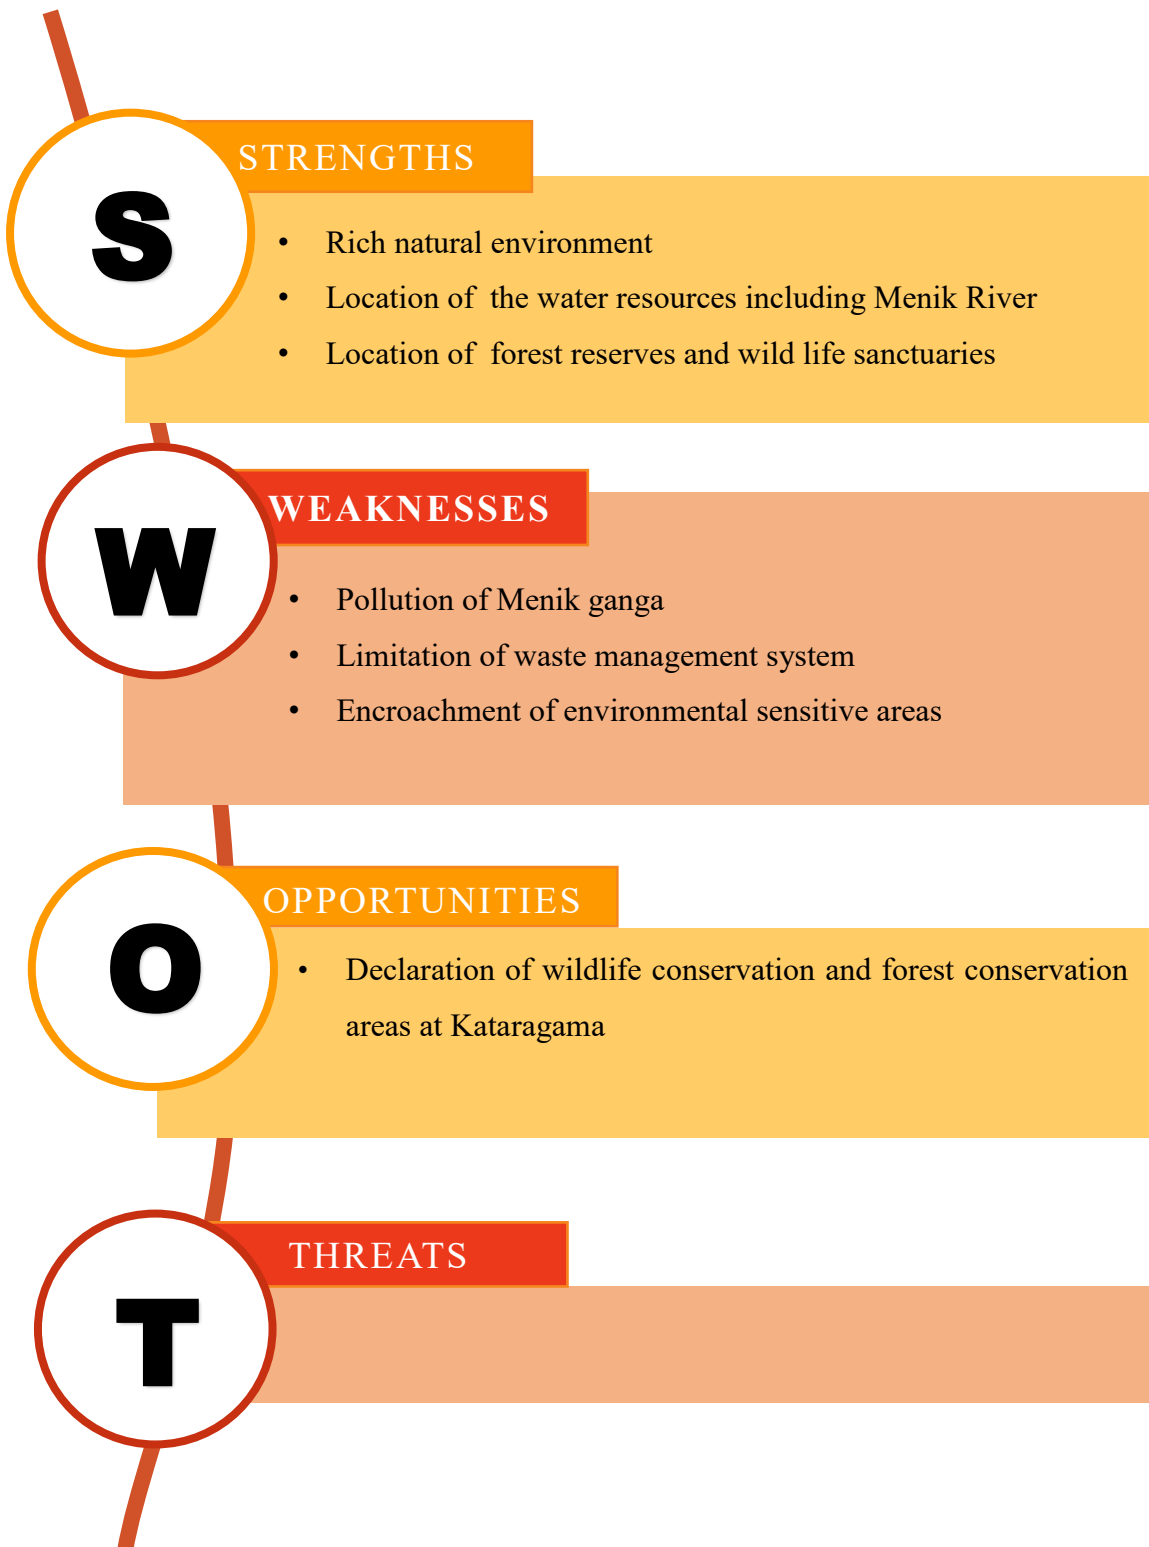 S
STRENGTHS
• Rich natural environment
• Location of  the water resources including Menik River
• Location of  forest reserves and wild life sanctuaries
W
WEAKNESSES
• Pollution of Menik ganga
• Limitation of waste management system
• Encroachment of environmental sensitive areas
O
OPPORTUNITIES
• Declaration of wildlife conservation and forest conservation
areas at Kataragama
T
THREATS